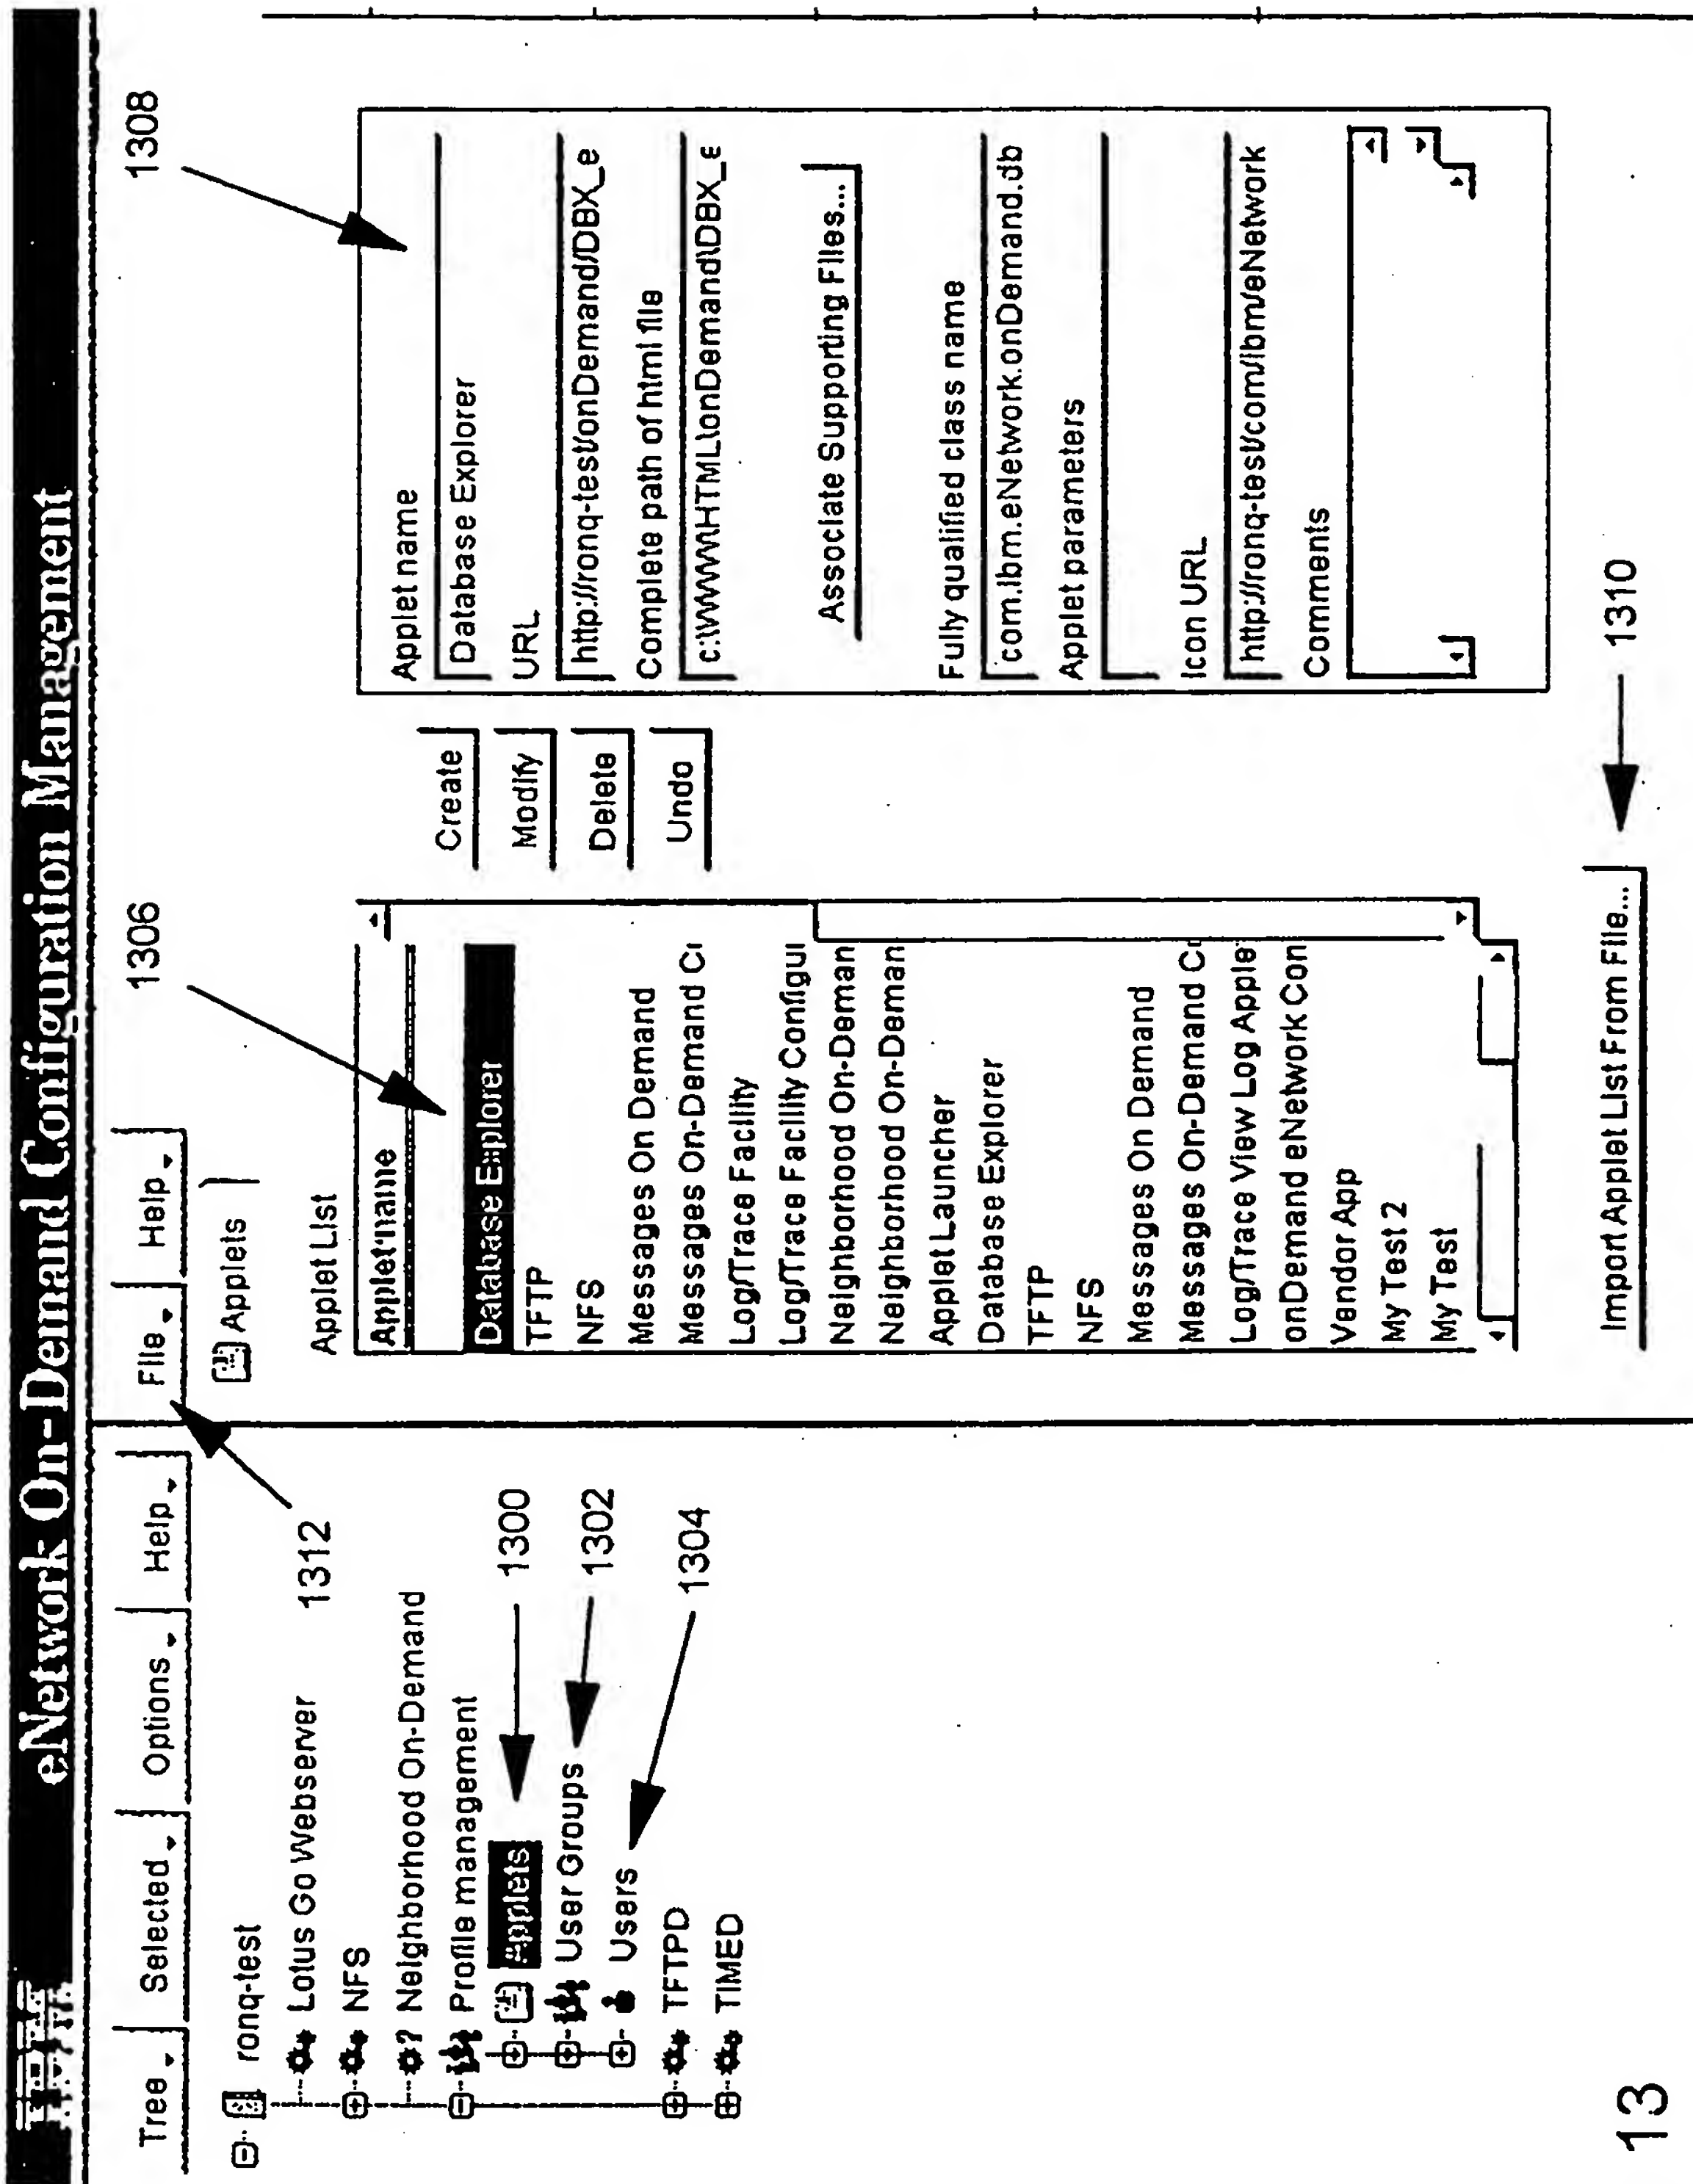 eNetwork On-Demand Configuration Management
Tree Selected Options Help
ronq-test
Lotus Go Webserver
NFS
? Neighborhood On-Demand
Profile management
Applets
User Groups
Users
TFTPD
TIMED
1312
1300
1302
1304
File Help
Applets
Applet List
Applet name
Database Explorer
TFTP
NFS
Messages On Demand
Messages On-Demand
Log/Trace Facility
Log/Trace Facility Configur
Neighborhood On-Deman
Neighborhood On-Deman
Applet Launcher
Database Explorer
TFTP
NFS
Messages On Demand
Messages On-Demand
Log/Trace View Log Apple
onDemand eNetwork Con
Vendor App
My Test 2
My Test
Import Applet List From File...
1306
Create
Modify
Delete
Undo
1308
Applet name
Database Explorer
URL
http://ronq-test/onDemand/DBX_e
Complete path of html file
c:\WWW\HTML\onDemand\DBX_e
Associate Supporting Files...
Fully qualified class name
com.ibm.eNetwork.onDemand.db
Applet parameters
Icon URL
http://ronq-test/com/ibm/eNetwork
Comments
1310
13